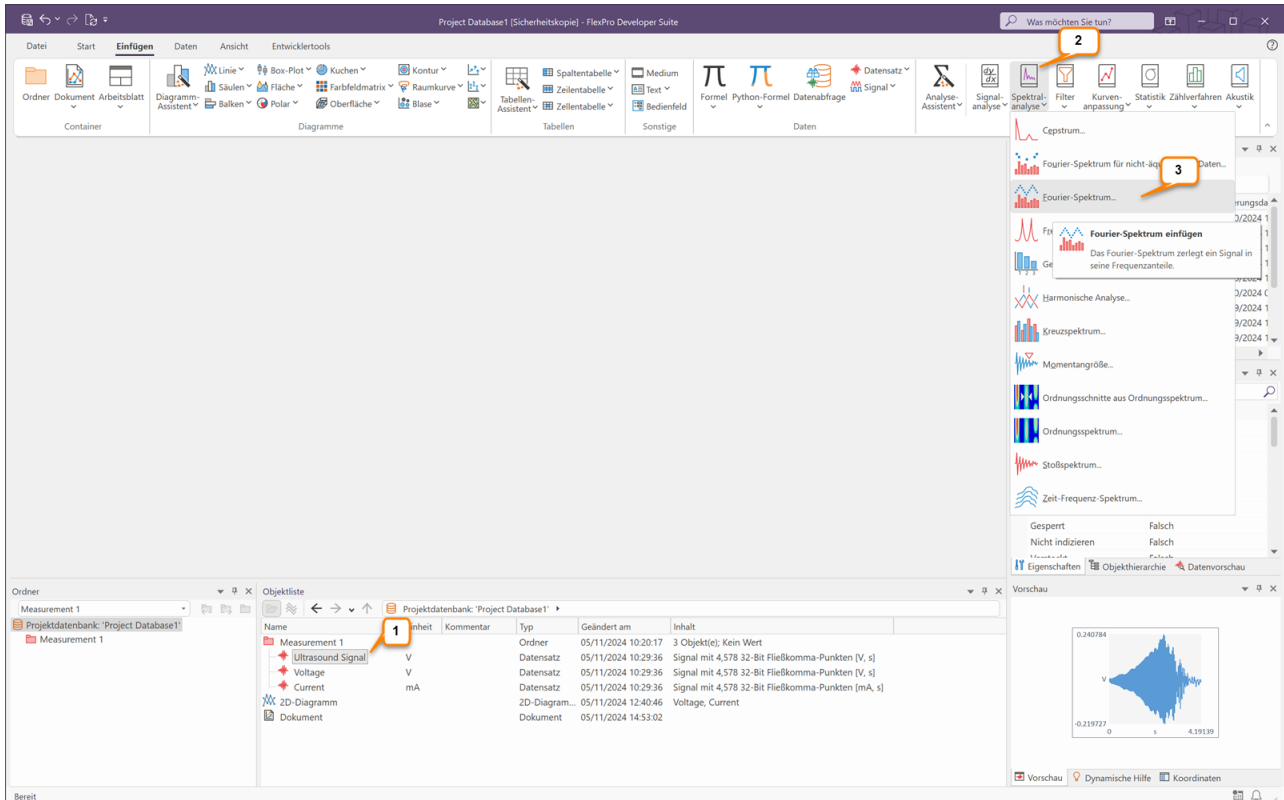 Project Database1 [Sicherheitskopie] - FlexPro Developer Suite
Was möchten Sie tun?
Datei Start Einfügen Daten Ansicht Entwicklertools
2
Ordner Dokument Arbeitsblatt
Container
Diagramm-Assistent
Linie Box-Plot Kuchen Kontur
Säulen Fläche Farbfeldmatrix Raumkurve
Balken Polar Oberfläche Blase
Diagramme
Tabellen-Assistent
Spaltentabelle
Zeilentabelle
Zellentabelle
Tabellen
Medium
Text
Bedienfeld
Sonstige
Formel Python-Formel Datenabfrage
Datensatz
Signal
Daten
Analyse-Assistent
Signal-analyse
Spektral-analyse
Filter
Kurven-anpassung
Statistik Zählverfahren Akustik
Cepstrum...
Fourier-Spektrum für nicht-äq Daten...
3
Fourier-Spektrum...
Fourier-Spektrum einfügen
Das Fourier-Spektrum zerlegt ein Signal in
seine Frequenzanteile.
Harmonische Analyse...
Kreuzspektrum...
Momentangröße...
Ordnungsschnitte aus Ordnungsspektrum...
Ordnungsspektrum...
Stoßspektrum...
Zeit-Frequenz-Spektrum...
Gesperrt Falsch
Nicht indizieren Falsch
Eigenschaften Objekthierarchie Datenvorschau
Ordner
Measurement 1
Projektdatenbank: 'Project Database1'
Measurement 1
Objektliste
Projektdatenbank: 'Project Database1'
1
Name Kommentar Typ Geändert am Inhalt
Measurement 1 Ordner 05/11/2024 10:20:17 3 Objekt(e); Kein Wert
Ultrasound Signal V Datensatz 05/11/2024 10:29:36 Signal mit 4,578 32-Bit Fließkomma-Punkten [V, s]
Voltage V Datensatz 05/11/2024 10:29:36 Signal mit 4,578 32-Bit Fließkomma-Punkten [V, s]
Current mA Datensatz 05/11/2024 10:29:36 Signal mit 4,578 32-Bit Fließkomma-Punkten [mA, s]
2D-Diagramm 2D-Diagram... 05/11/2024 12:40:46 Voltage, Current
Dokument Dokument 05/11/2024 14:53:02
Vorschau
0.240784
V
-0.219727
0 s 4.19139
Vorschau Dynamische Hilfe Koordinaten
Bereit